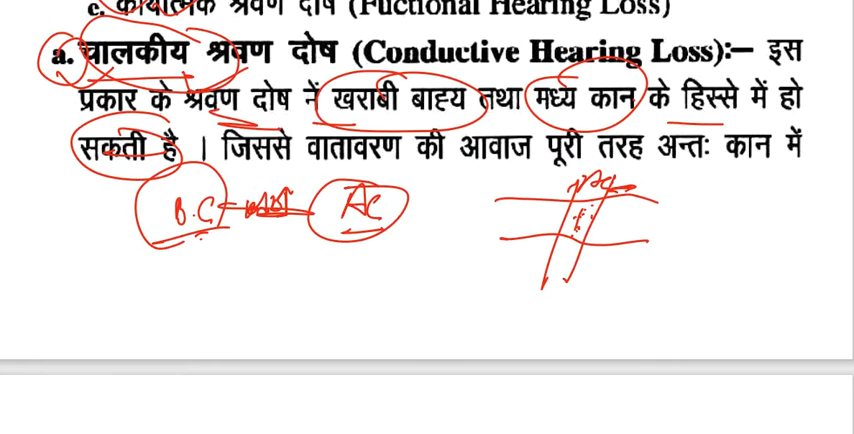 c. कार्यात्मक श्रवण दोष (Fuctional Hearing Loss)
a. चालकीय श्रवण दोष (Conductive Hearing Loss):– इस
प्रकार के श्रवण दोष नें खराबी बाह्य तथा मध्य कान के हिस्से में हो
सकती है । जिससे वातावरण की आवाज पूरी तरह अन्तः कान में
B.C AC